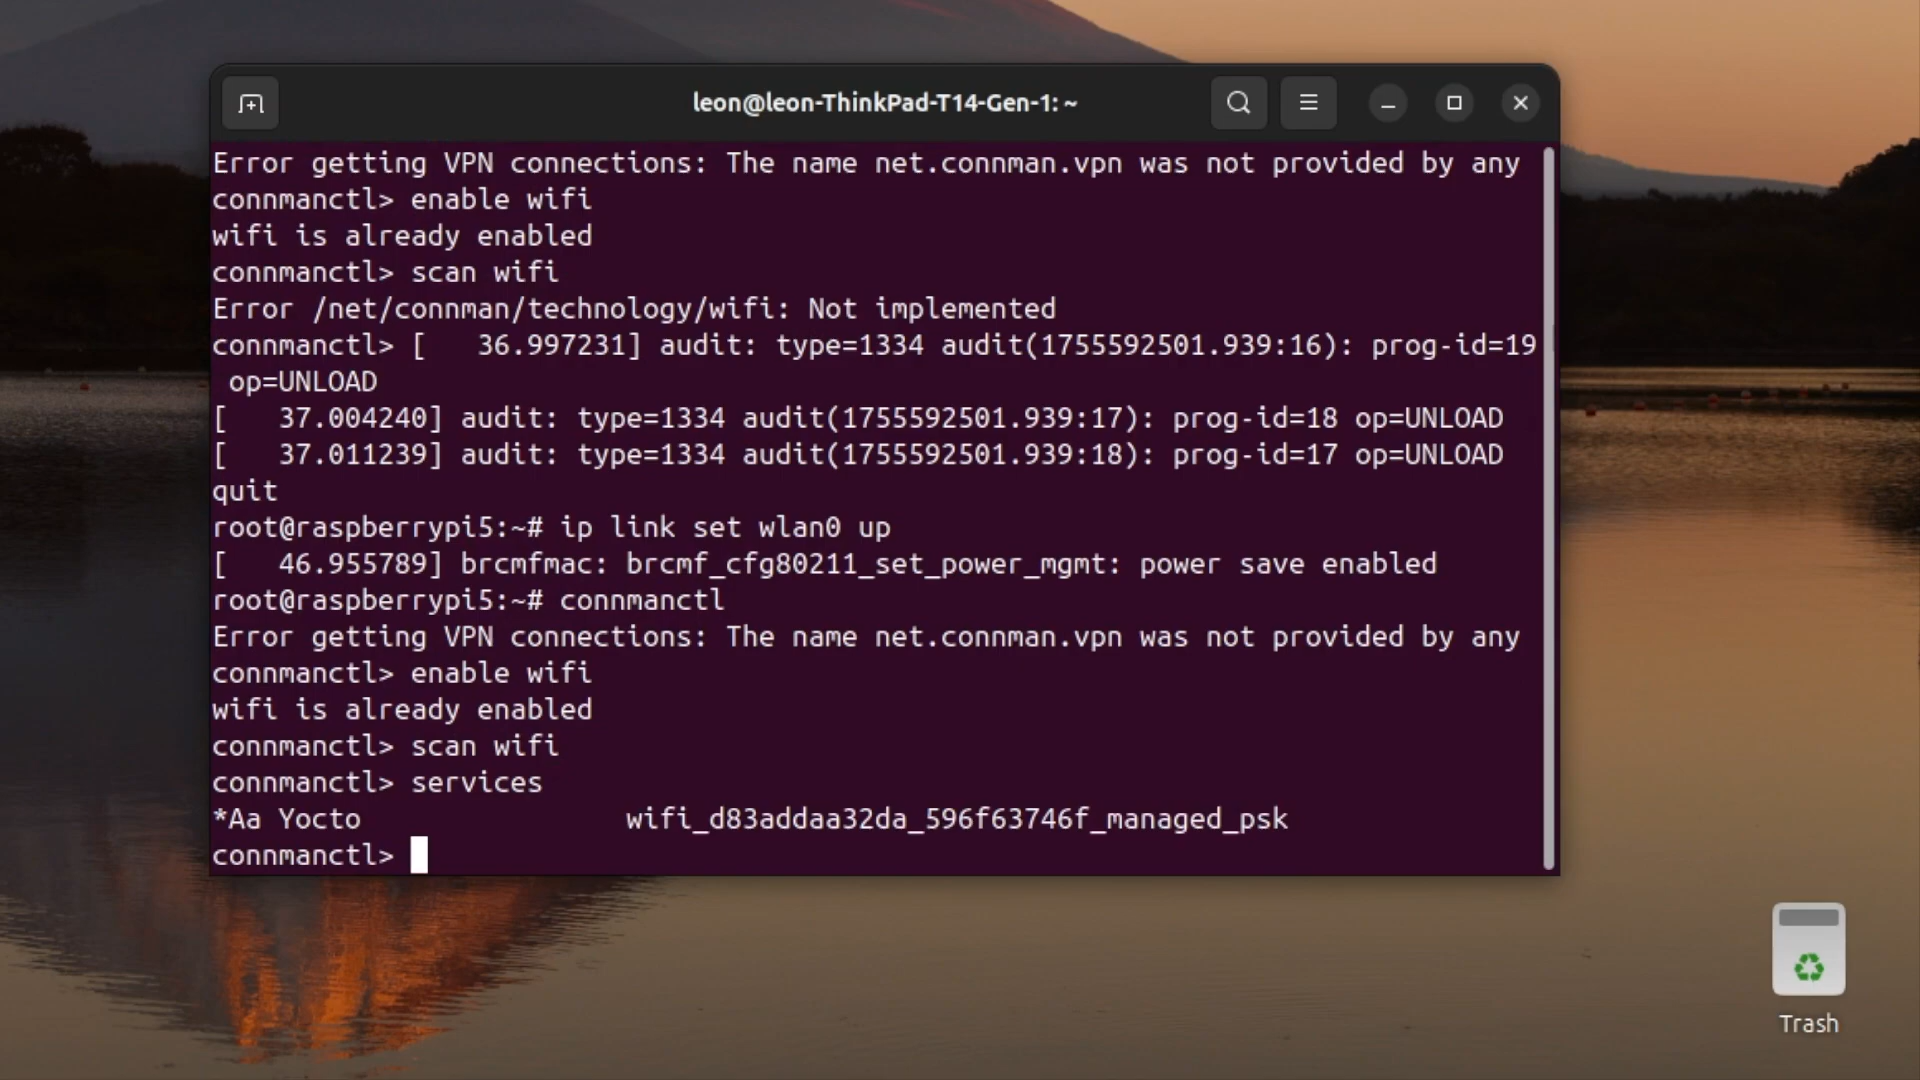 leon@leon-ThinkPad-T14-Gen-1: ~
Error getting VPN connections: The name net.connman.vpn was not provided by any
connmanctl> enable wifi
wifi is already enabled
connmanctl> scan wifi
Error /net/connman/technology/wifi: Not implemented
connmanctl> [   36.997231] audit: type=1334 audit(1755592501.939:16): prog-id=19
 op=UNLOAD
[   37.004240] audit: type=1334 audit(1755592501.939:17): prog-id=18 op=UNLOAD
[   37.011239] audit: type=1334 audit(1755592501.939:18): prog-id=17 op=UNLOAD
quit
root@raspberrypi5:~# ip link set wlan0 up
[   46.955789] brcmfmac: brcmf_cfg80211_set_power_mgmt: power save enabled
root@raspberrypi5:~# connmanctl
Error getting VPN connections: The name net.connman.vpn was not provided by any
connmanctl> enable wifi
wifi is already enabled
connmanctl> scan wifi
connmanctl> services
*Aa Yocto                wifi_d83addaa32da_596f63746f_managed_psk
connmanctl>
Trash